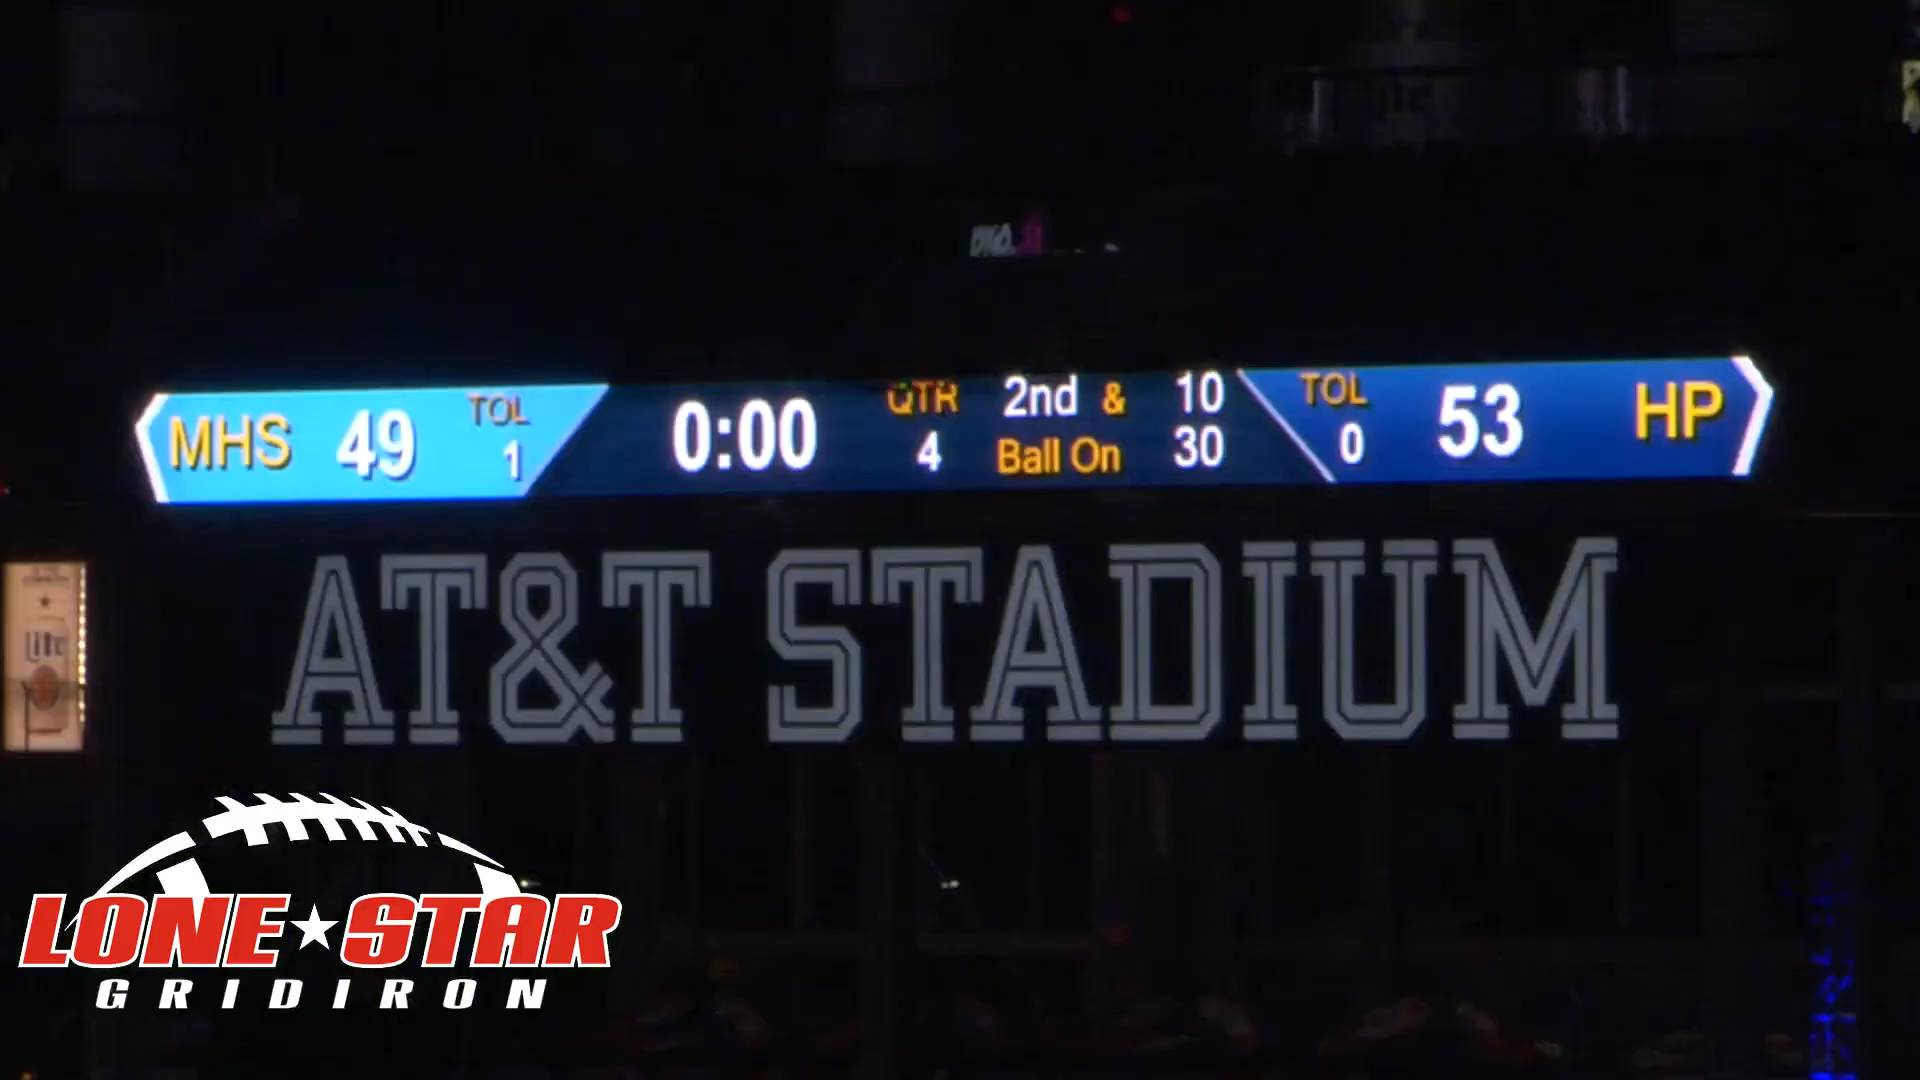 MHS 49 TOL 1
0:00 QTR 4
2nd & 10
Ball On 30
TOL 0 53 HP
AT&T STADIUM
Lite
LONE STAR
GRIDIRON